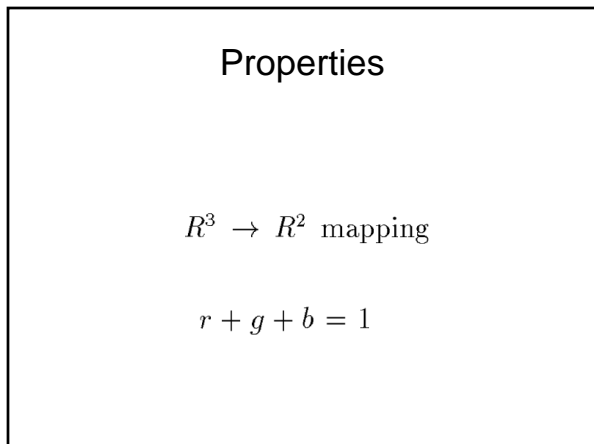 Properties
R³ → R² mapping
r + g + b = 1